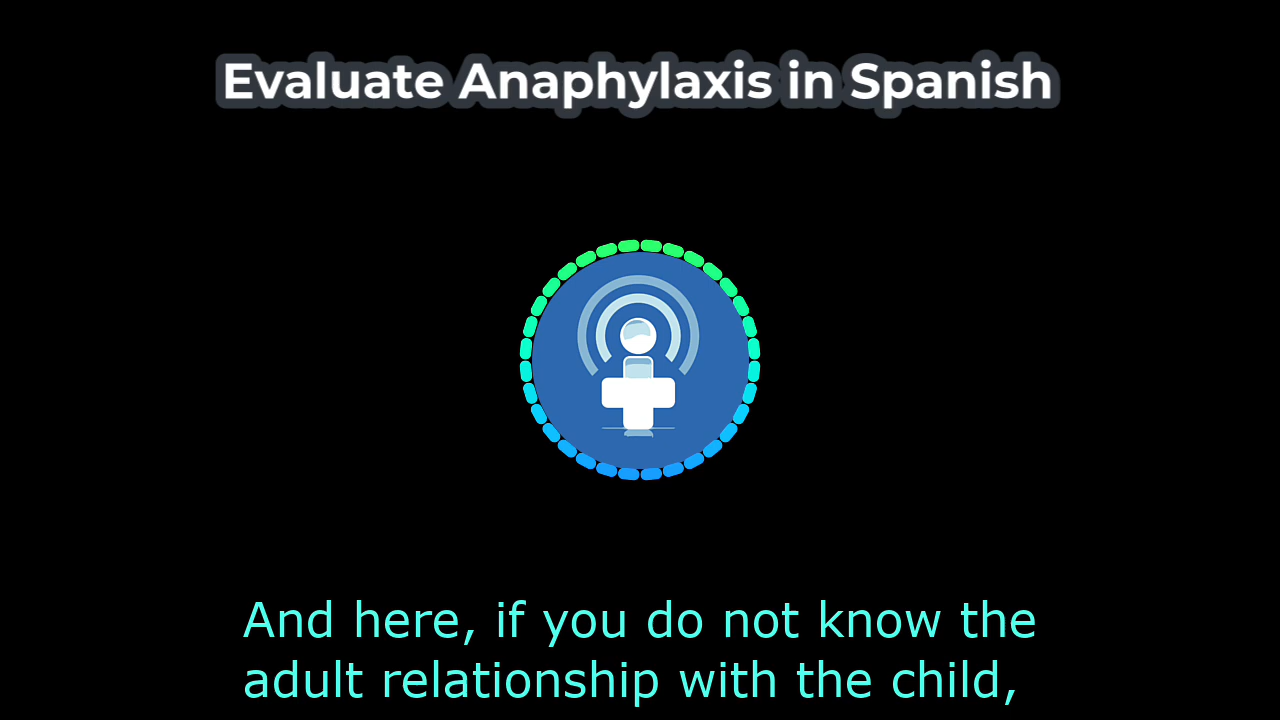 Evaluate Anaphylaxis in Spanish
And here, if you do not know the
adult relationship with the child,